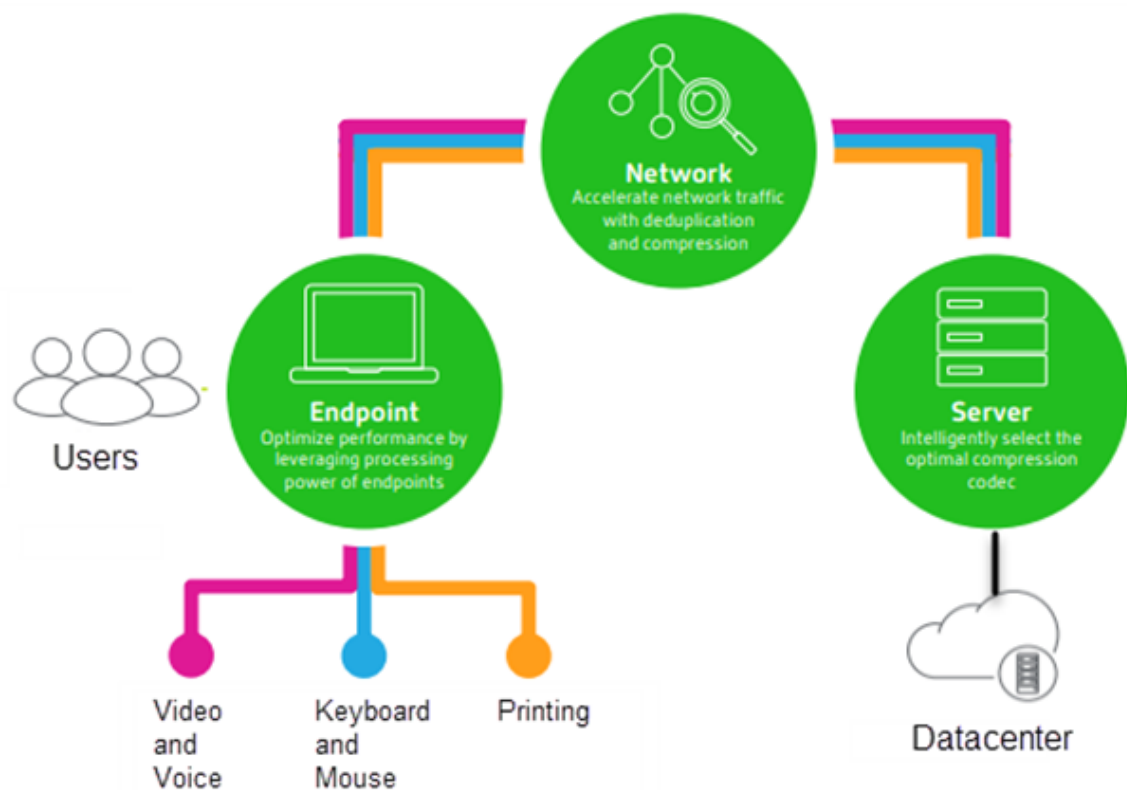 Network
Accelerate network traffic
with deduplication
and compression
Endpoint
Optimize performance by
leveraging processing
power of endpoints
Users
Server
Intelligently select the
optimal compression
codec
Video
and
Voice
Keyboard
and
Mouse
Printing
Datacenter